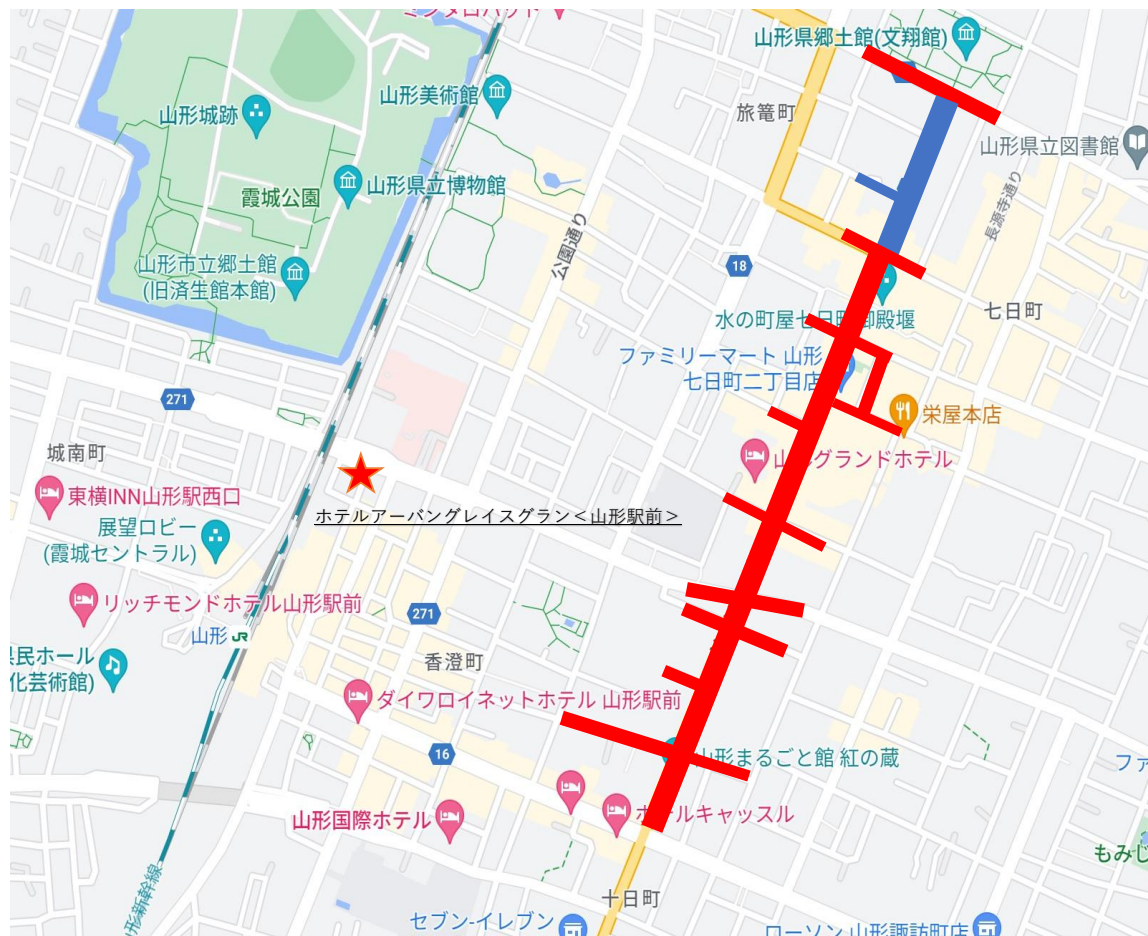 山形県郷土館(文翔館)
山形美術館
山形城跡
旅篭町
山形県立図書館
山形県立博物館
霞城公園
長源寺通り
公園通り
山形市立郷土館
(旧済生館本館)
18
七日町
水の町屋七日町御殿堰
ファミリーマート 山形
七日町二丁目店
271
栄屋本店
城南町
山形グランドホテル
東横INN山形駅西口
ホテルアーバングレイスグラン<山形駅前>
展望ロビー
(霞城セントラル)
リッチモンドホテル山形駅前
271
山形 JR
県民ホール
化芸術館)
香澄町
ダイワロイネットホテル 山形駅前
16
山形まるごと館 紅の蔵
ファ
山形国際ホテル
ホテルキャッスル
もみじ
形新幹線
十日町
セブン-イレブン
ローソン 山形諏訪町店